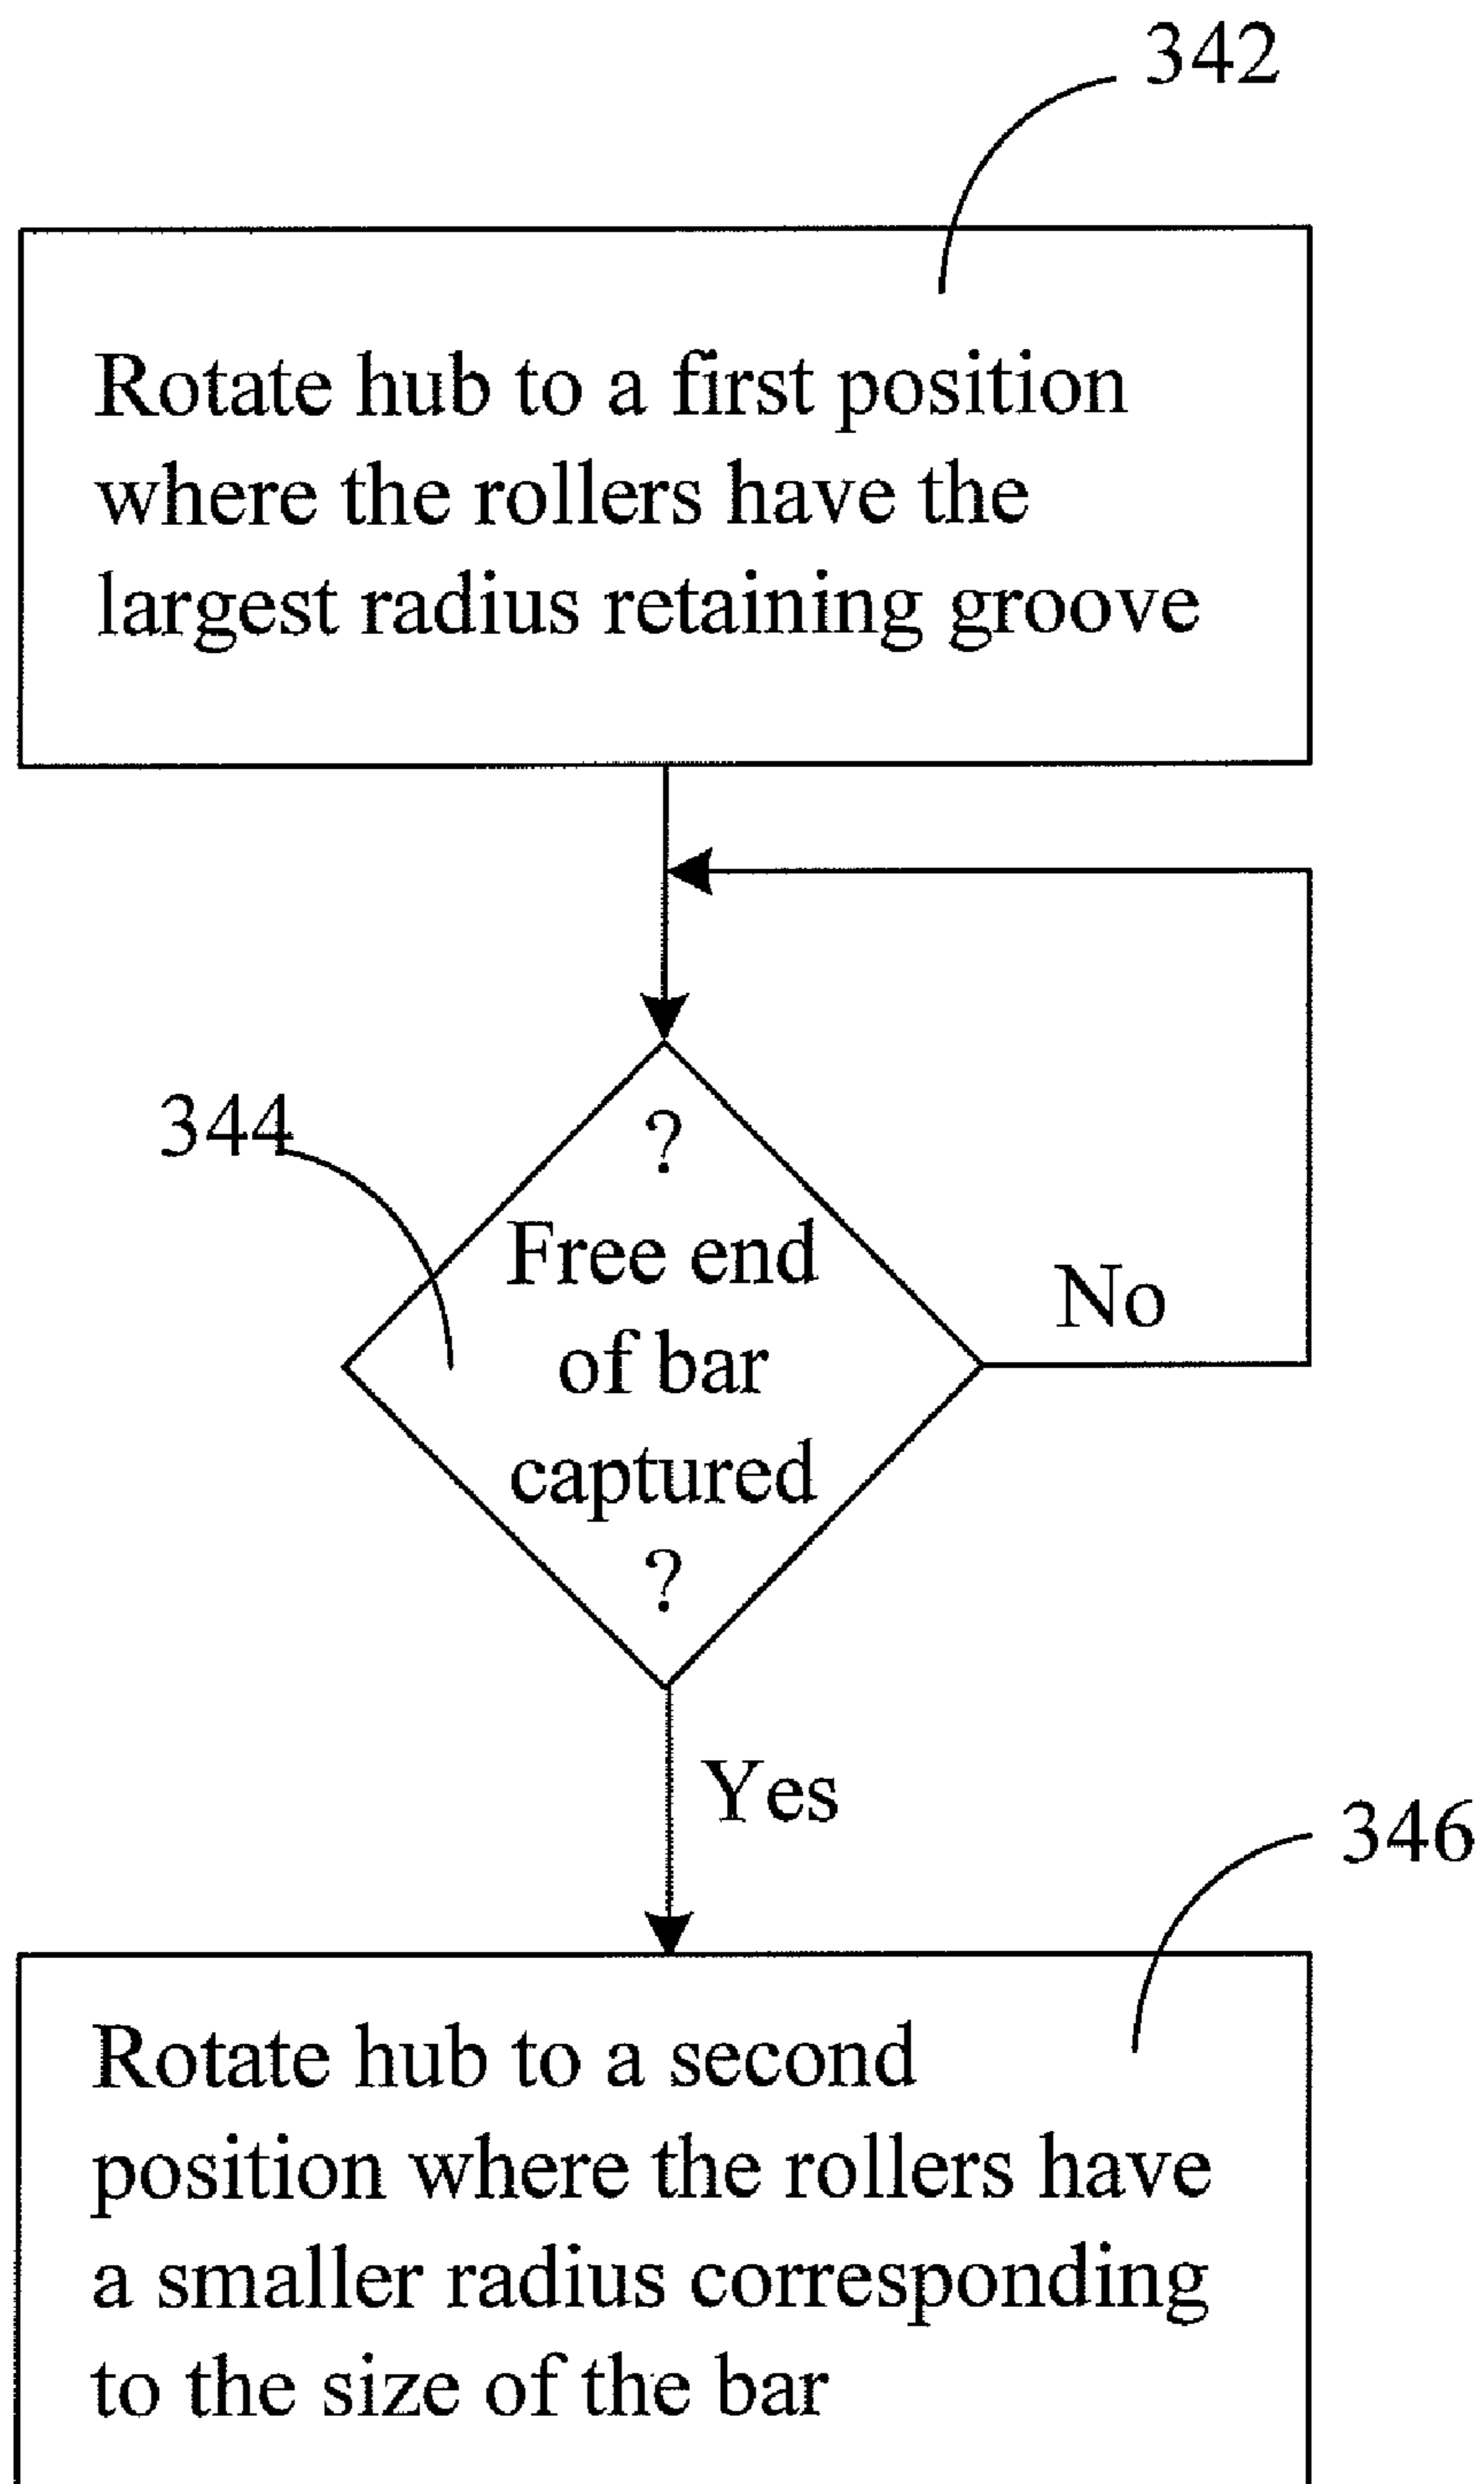 342
Rotate hub to a first position
where the rollers have the
largest radius retaining groove
344
?
Free end
of bar
captured
?
No
Yes
346
Rotate hub to a second
position where the rollers have
a smaller radius corresponding
to the size of the bar